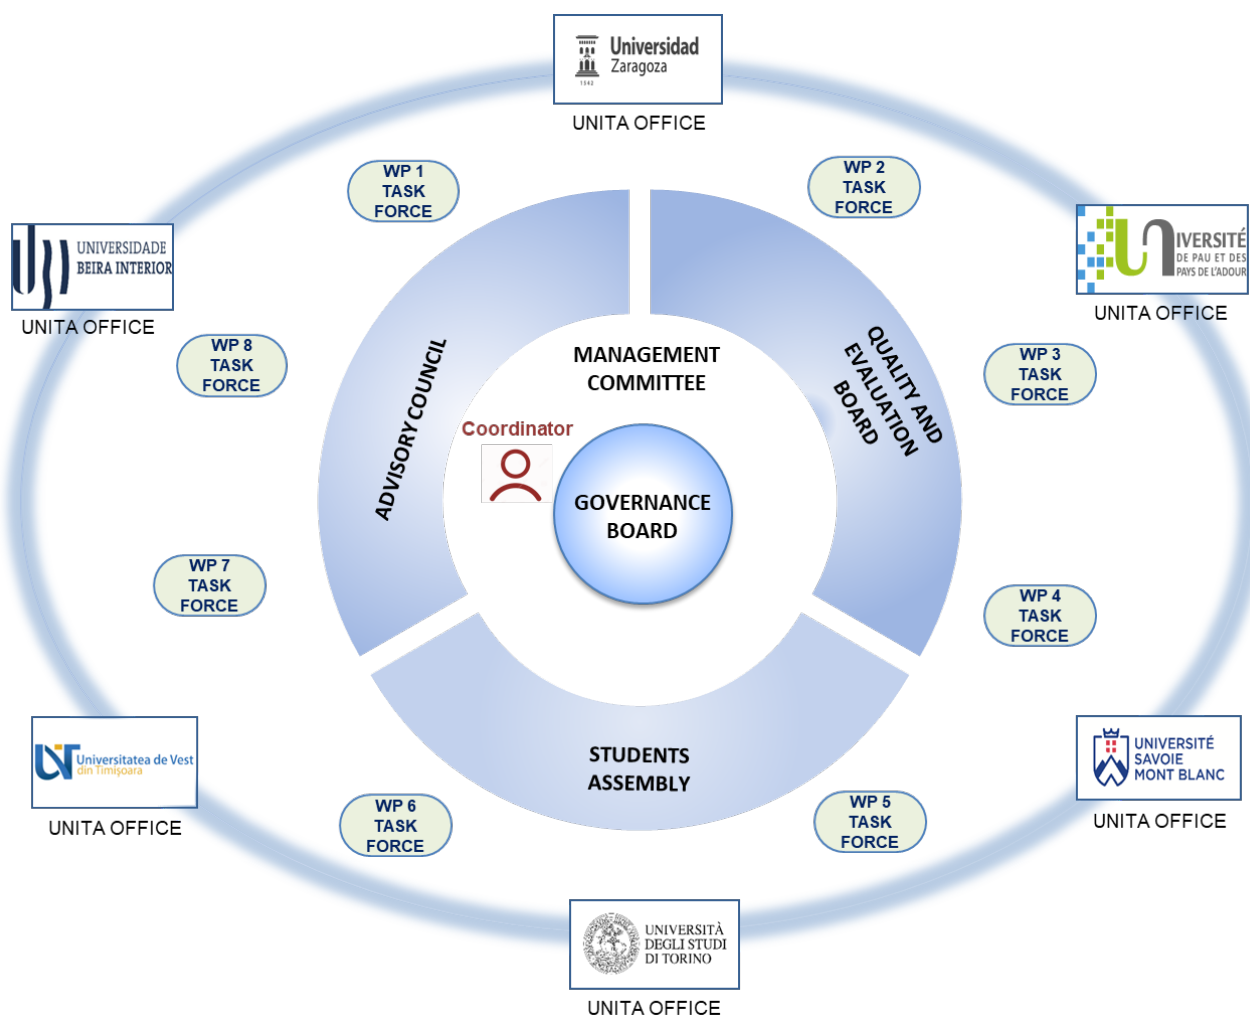 Universidad
Zaragoza
1542
UNITA OFFICE
WP 1
TASK
FORCE
WP 2
TASK
FORCE
UNIVERSIDADE
BEIRA INTERIOR
UNITA OFFICE
UNIVERSITÉ
DE PAU ET DES
PAYS DE L'ADOUR
UNITA OFFICE
WP 8
TASK
FORCE
WP 3
TASK
FORCE
ADVISORY COUNCIL
MANAGEMENT
COMMITTEE
QUALITY AND
EVALUATION
BOARD
Coordinator
GOVERNANCE
BOARD
WP 7
TASK
FORCE
WP 4
TASK
FORCE
UVT
Universitatea de Vest
din Timișoara
UNITA OFFICE
STUDENTS
ASSEMBLY
UNIVERSITÉ
SAVOIE
MONT BLANC
UNITA OFFICE
WP 6
TASK
FORCE
WP 5
TASK
FORCE
UNIVERSITÀ
DEGLI STUDI
DI TORINO
UNITA OFFICE